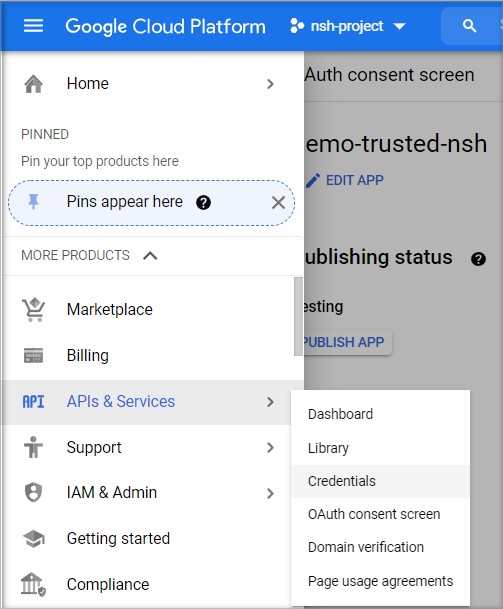 Google Cloud Platform
nsh-project
Home
PINNED
Pin your top products here
Pins appear here
?
MORE PRODUCTS
Marketplace
Billing
API
APIs & Services
Support
IAM & Admin
Getting started
Compliance
Auth consent screen
emo-trusted-nsh
EDIT APP
ublishing status
?
esting
PUBLISH APP
Dashboard
Library
Credentials
OAuth consent screen
Domain verification
Page usage agreements